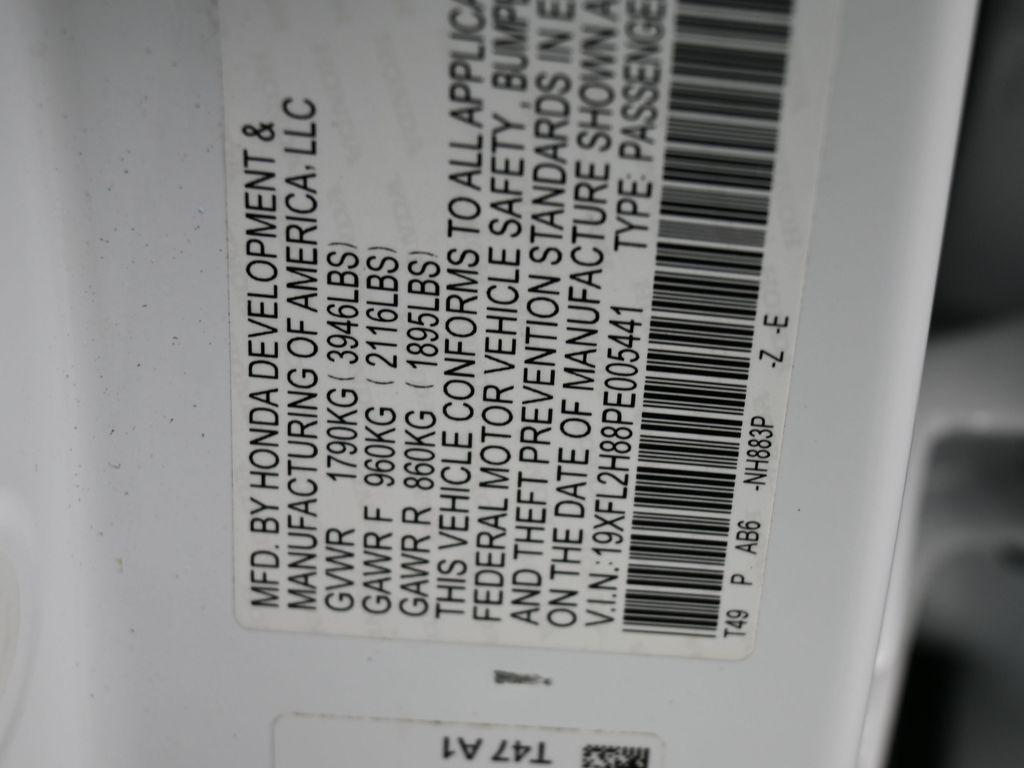 MFD. BY HONDA DEVELOPMENT &
MANUFACTURING OF AMERICA, LLC
GVWR 1790KG ( 3946LBS)
GAWR F 960KG ( 2116LBS)
GAWR R 860KG ( 1895LBS)
THIS VEHICLE CONFORMS TO ALL APPLICA
FEDERAL MOTOR VEHICLE SAFETY, BUMP
AND THEFT PREVENTION STANDARDS IN E
ON THE DATE OF MANUFACTURE SHOWN A
V.I.N.:19XFL2H88PE005441 TYPE: PASSENGE
T49 P AB6 -NH883P -Z -E
T47 A1